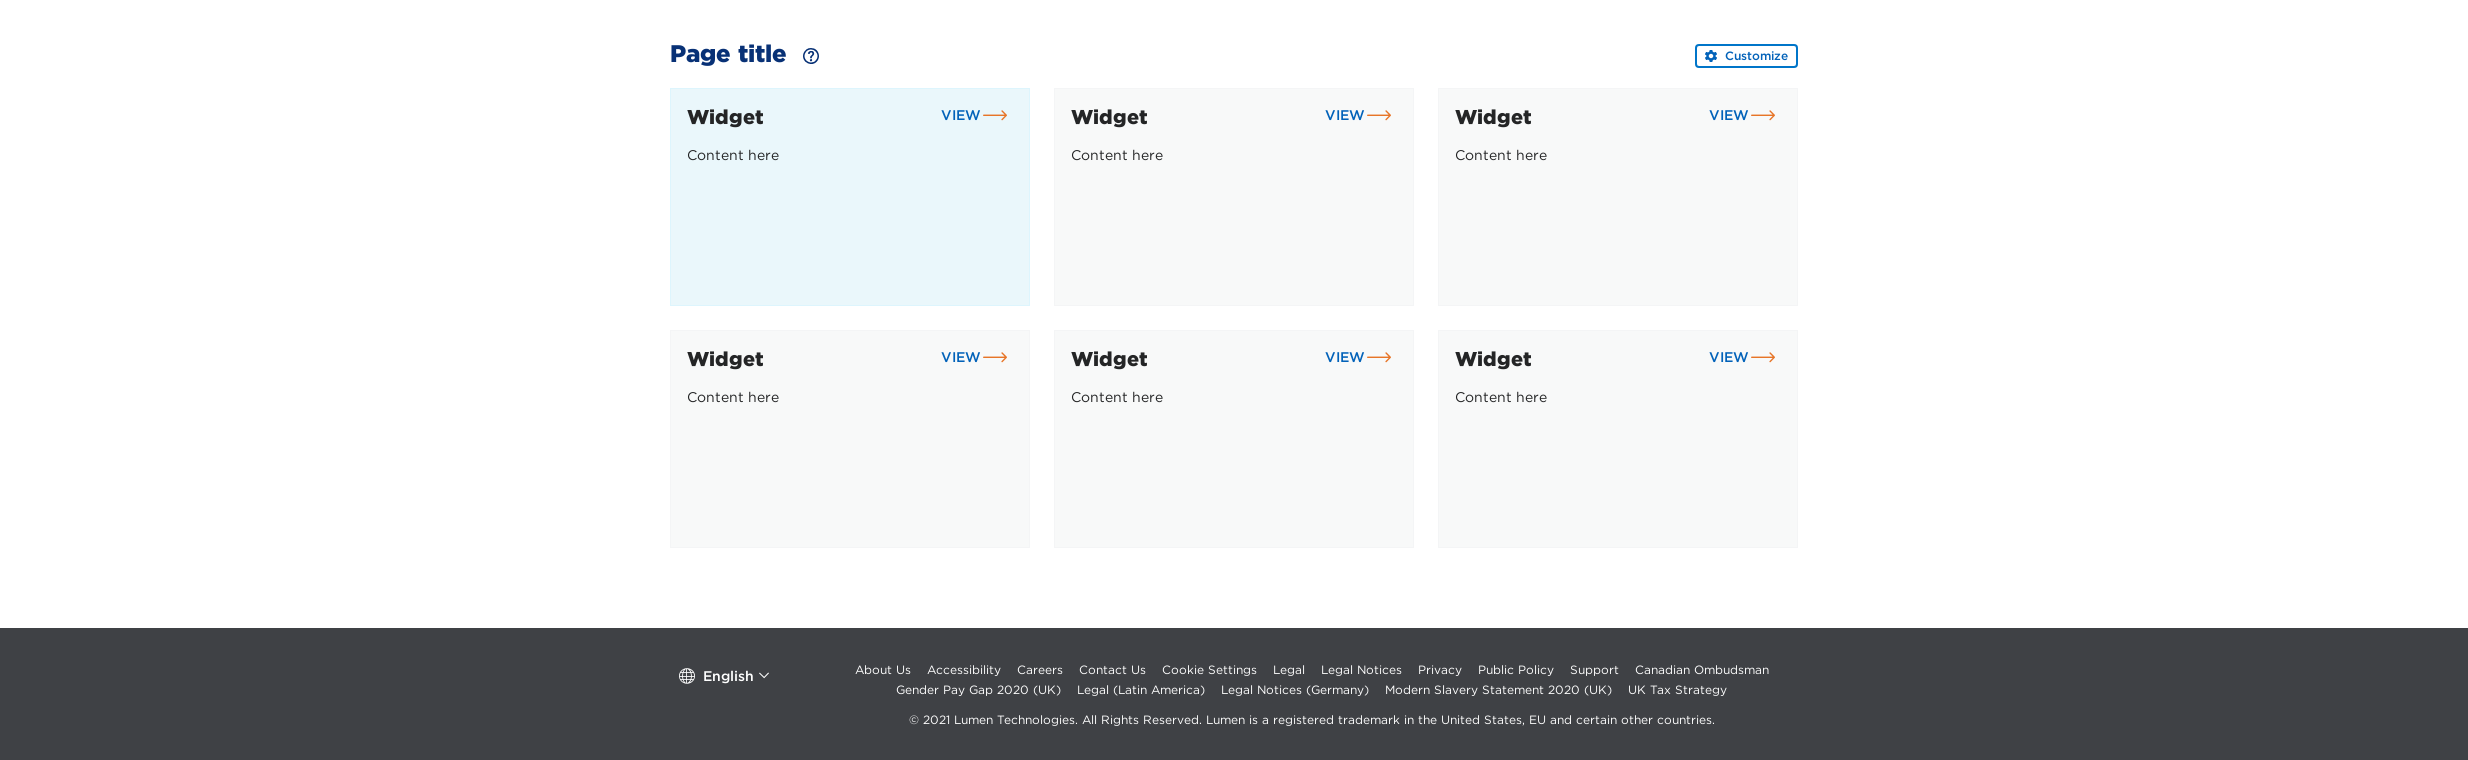 Page title
Customize
Widget VIEW
Content here
Widget VIEW
Content here
Widget VIEW
Content here
Widget VIEW
Content here
Widget VIEW
Content here
Widget VIEW
Content here
English
About Us Accessibility Careers Contact Us Cookie Settings Legal Legal Notices Privacy Public Policy Support Canadian Ombudsman
Gender Pay Gap 2020 (UK) Legal (Latin America) Legal Notices (Germany) Modern Slavery Statement 2020 (UK) UK Tax Strategy
© 2021 Lumen Technologies. All Rights Reserved. Lumen is a registered trademark in the United States, EU and certain other countries.